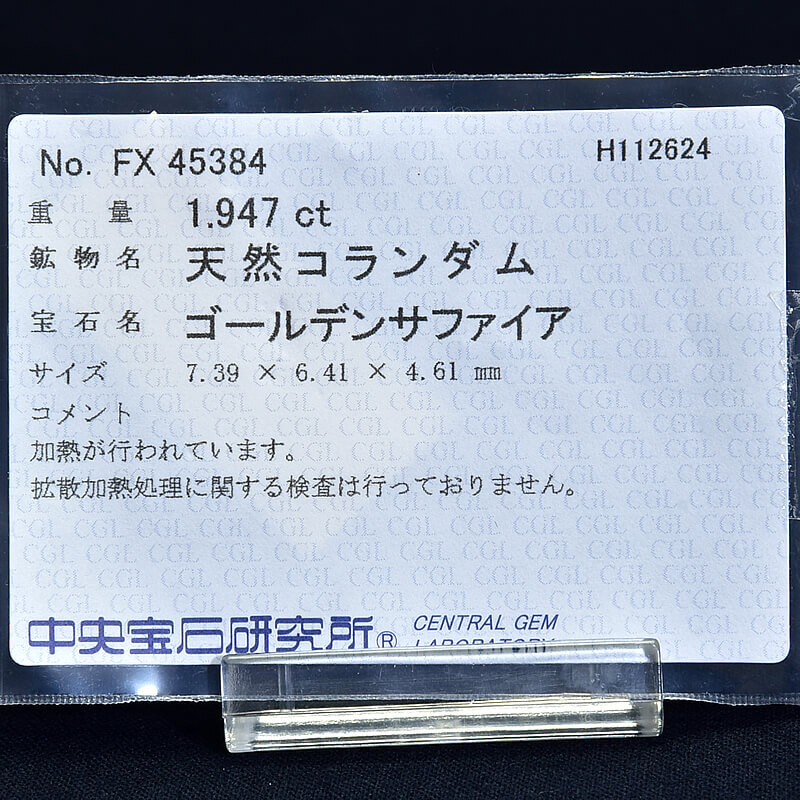 No. FX 45384
H112624
重量 1.947 ct
鉱物名 天然コランダム
宝石名 ゴールデンサファイア
サイズ 7.39 × 6.41 × 4.61 mm
コメント
加熱が行われています。
拡散加熱処理に関する検査は行っておりません。
中央宝石研究所® CENTRAL GEM
LABORATORY